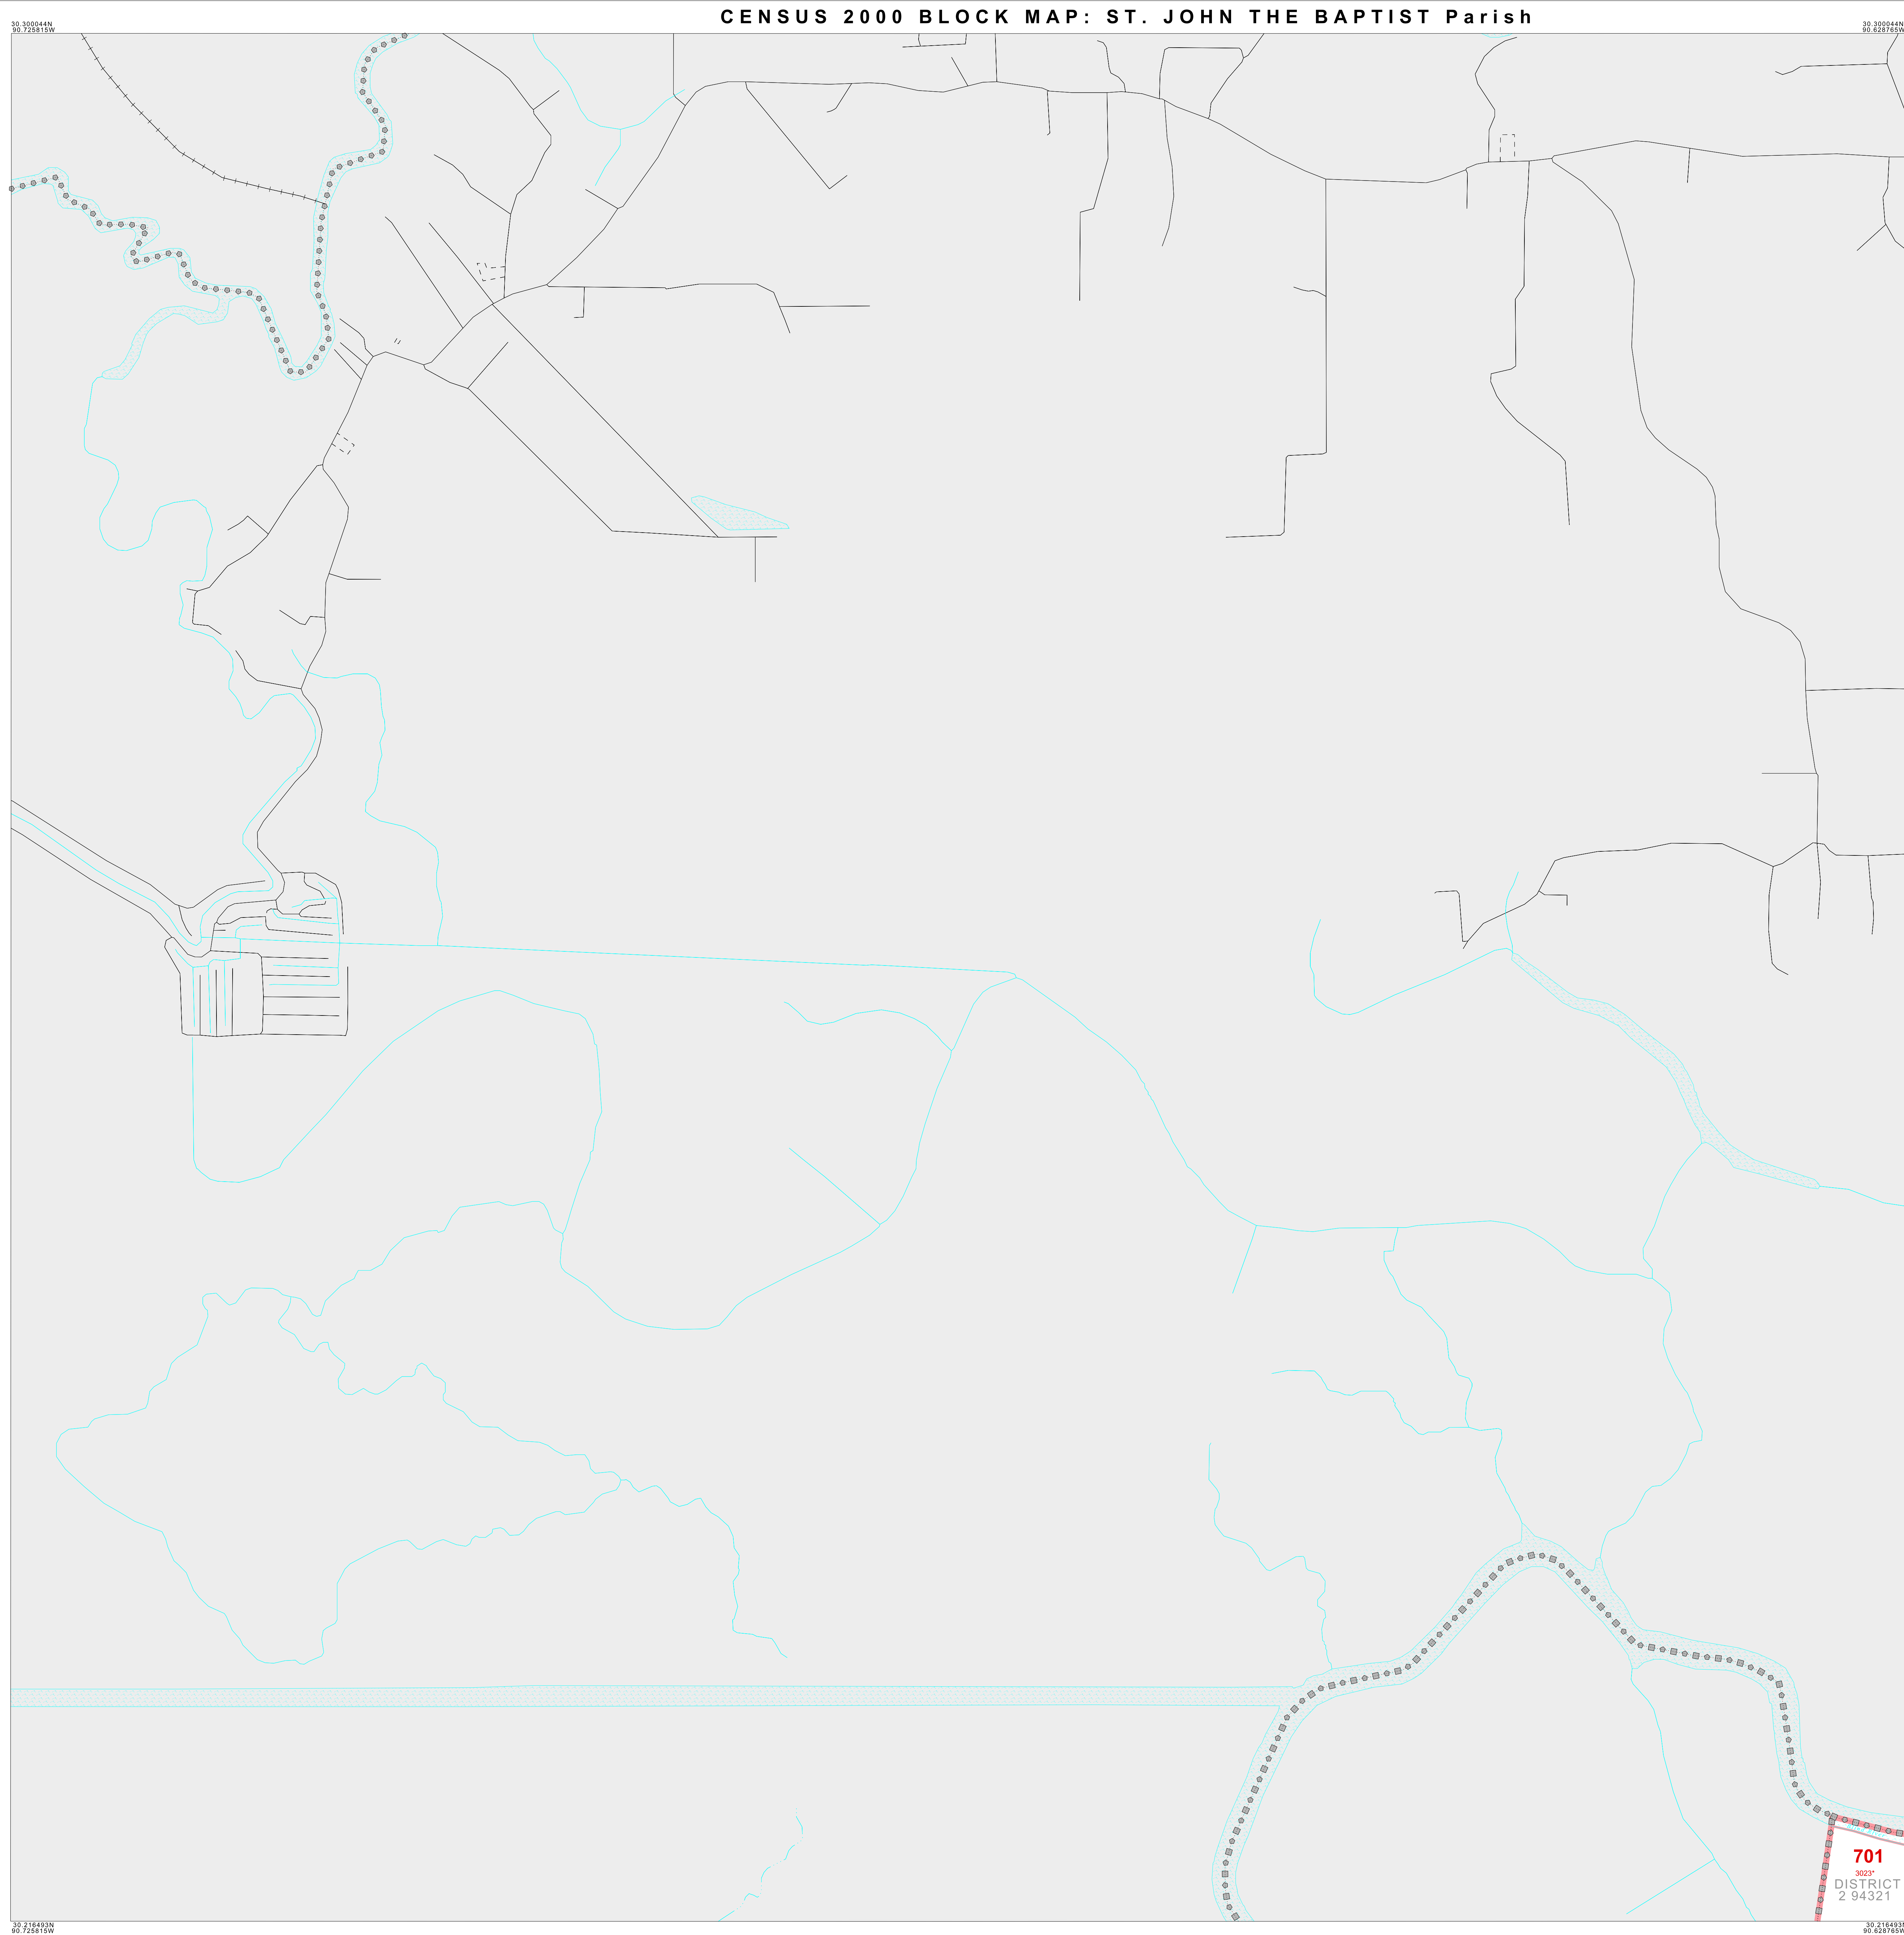 CENSUS 2000 BLOCK MAP: ST. JOHN THE BAPTIST Parish
30.300044N
90.725815W
30.300044N
90.628765W
701
3023*
DISTRICT
2 94321
30.216493N
90.725815W
30.216493N
90.628765W